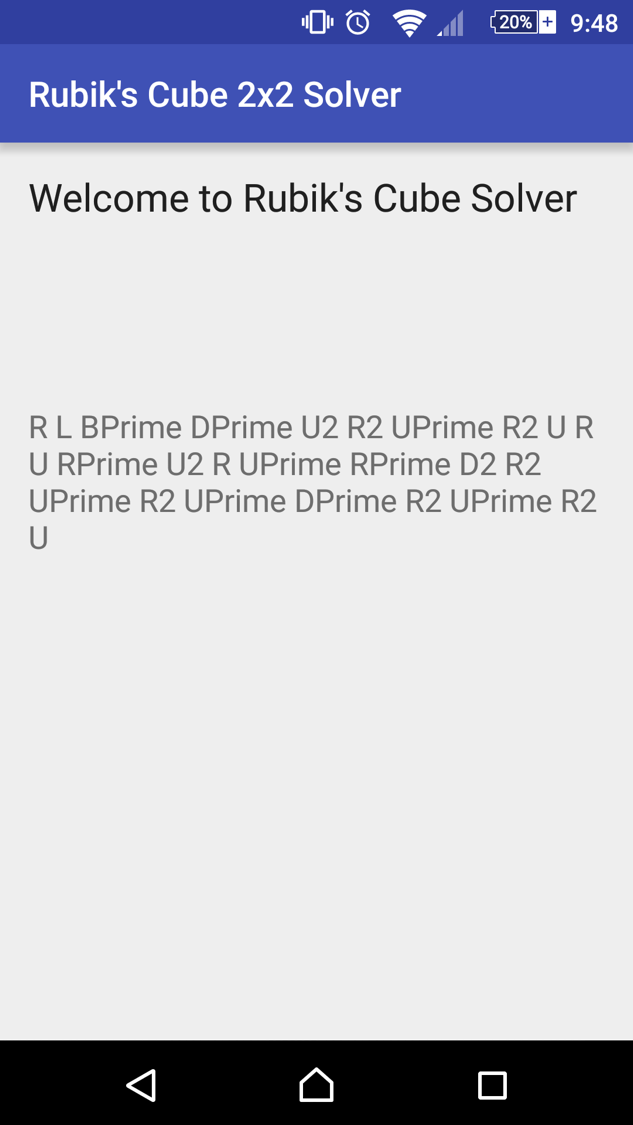 20% 9:48
Rubik's Cube 2x2 Solver
Welcome to Rubik's Cube Solver
R L BPrime DPrime U2 R2 UPrime R2 U R
U RPrime U2 R UPrime RPrime D2 R2
UPrime R2 UPrime DPrime R2 UPrime R2
U